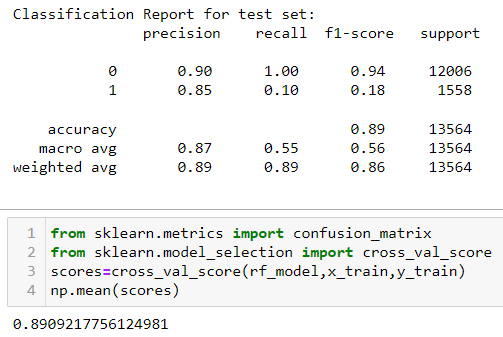 Classification Report for test set:
precision recall f1-score support
0 0.90 1.00 0.94 12006
1 0.85 0.10 0.18 1558
accuracy 0.89 13564
macro avg 0.87 0.55 0.56 13564
weighted avg 0.89 0.89 0.86 13564
1 from sklearn.metrics import confusion_matrix
2 from sklearn.model_selection import cross_val_score
3 scores=cross_val_score(rf_model,x_train,y_train)
4 np.mean(scores)
0.8909217756124981